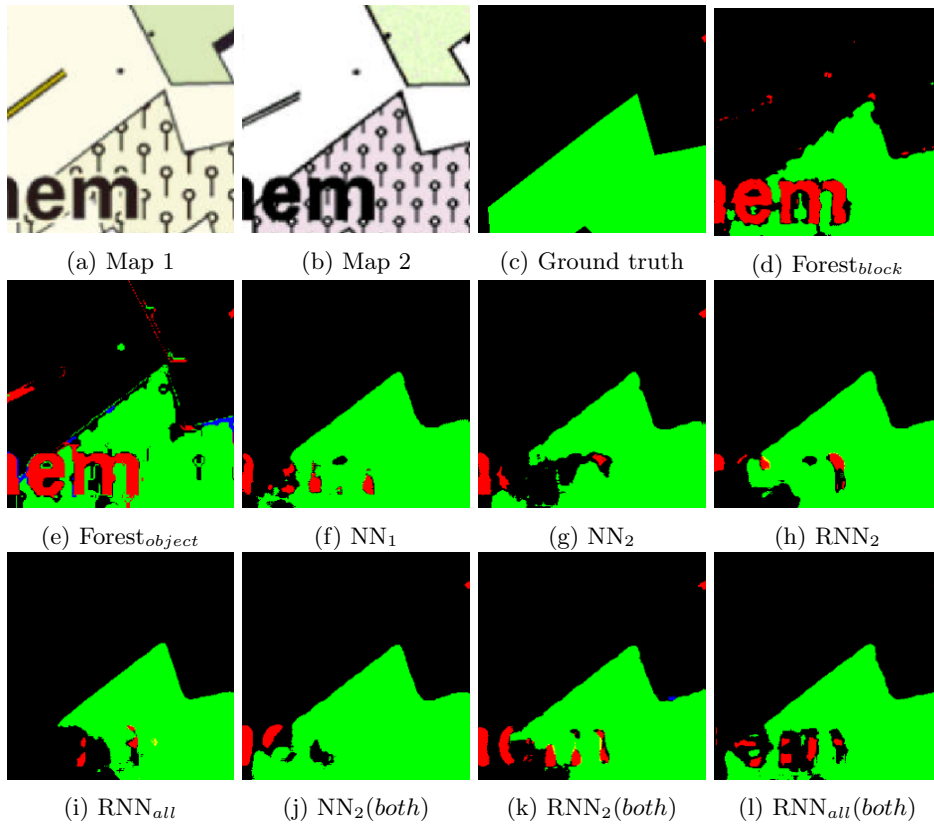 hem
hem
(a) Map 1
(b) Map 2
(c) Ground truth
(d) Forest_block
(e) Forest_object
(f) NN_1
(g) NN_2
(h) RNN_2
(i) RNN_all
(j) NN_2(both)
(k) RNN_2(both)
(l) RNN_all(both)